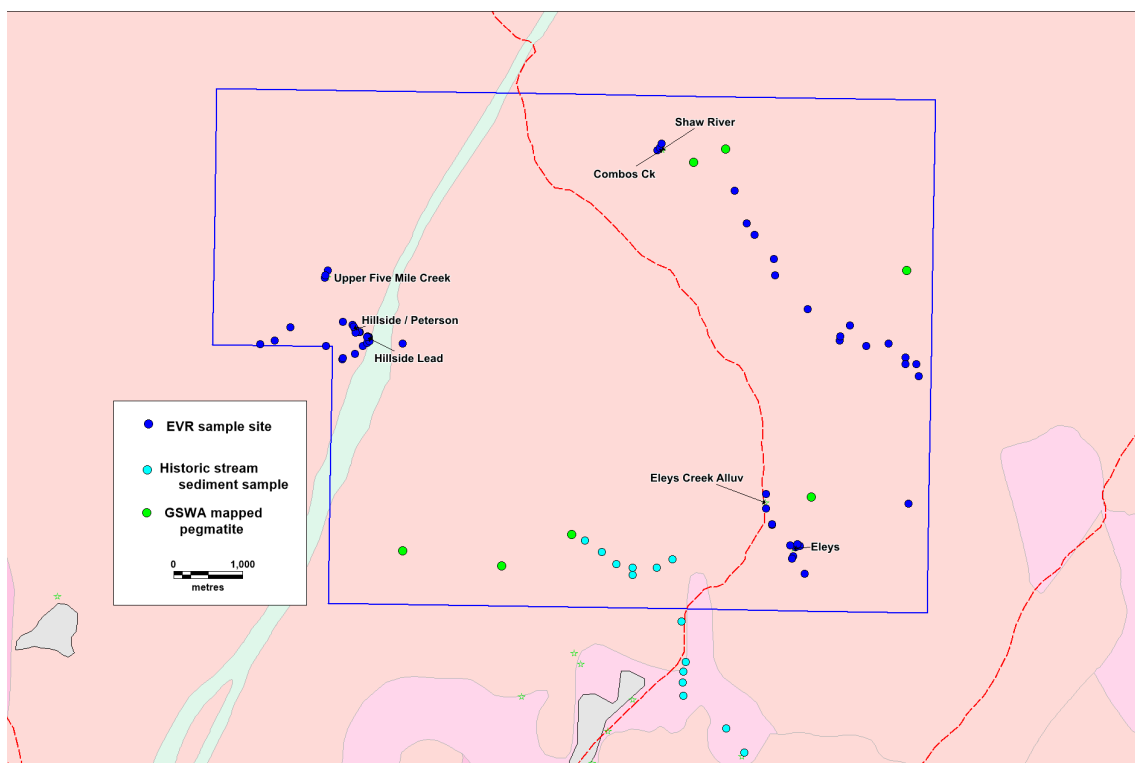 Shaw River
Combos Ck
Upper Five Mile Creek
Hillside / Peterson
Hillside Lead
EVR sample site
Historic stream
sediment sample
GSWA mapped
pegmatite
0 1,000
metres
Eleys Creek Alluv
Eleys